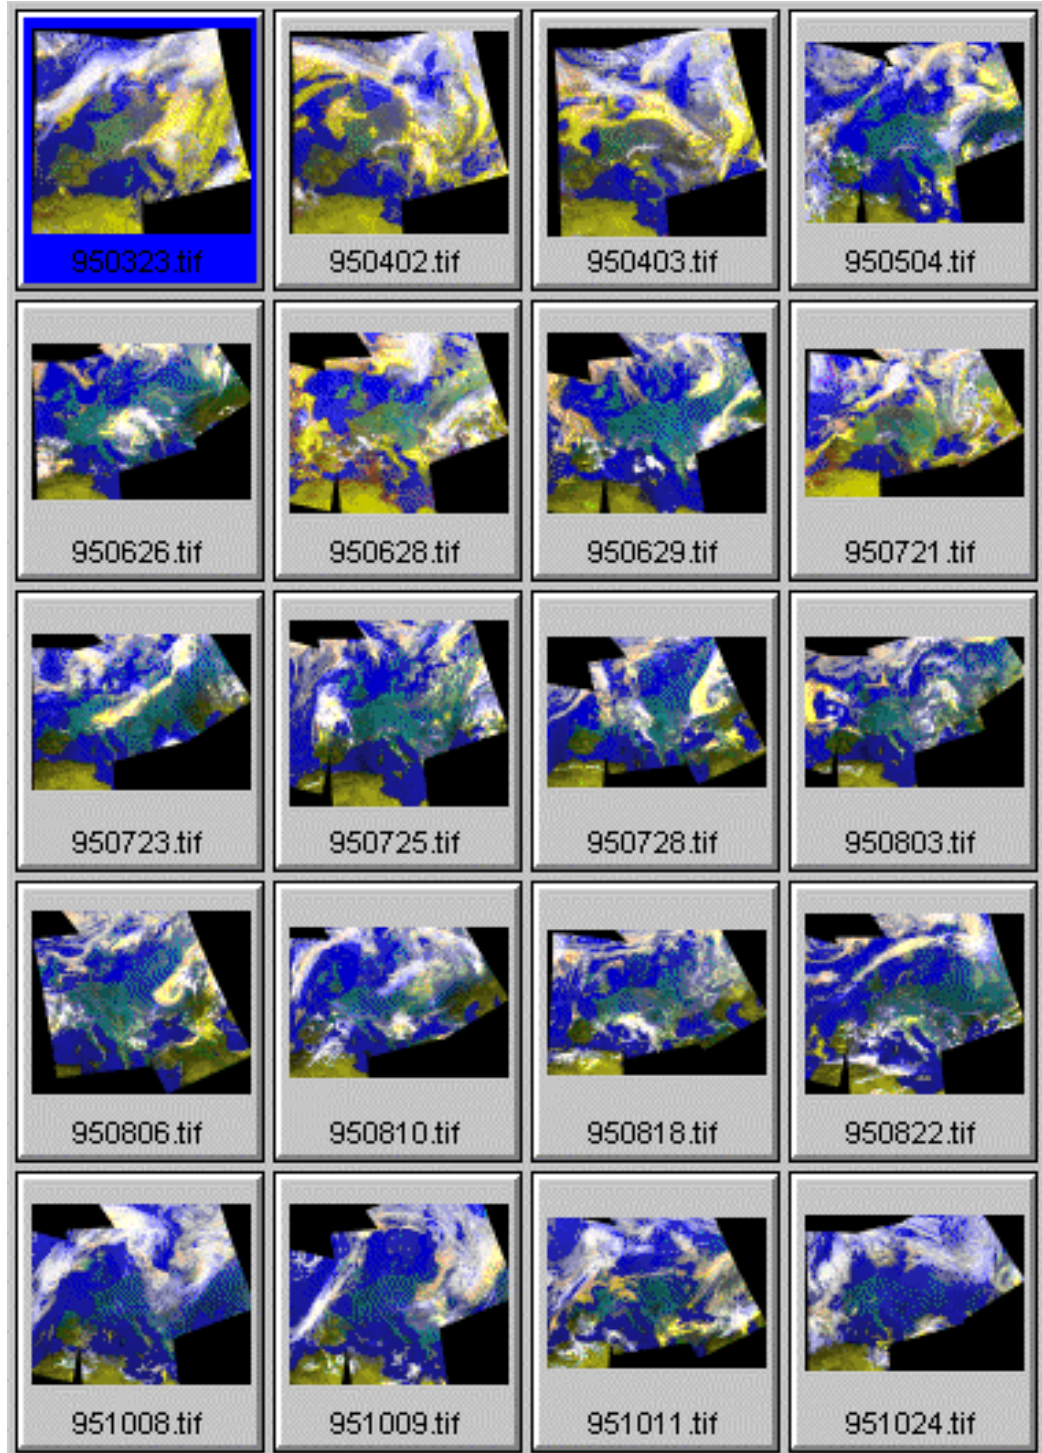 950323.tif 950402.tif 950403.tif 950504.tif
950626.tif 950628.tif 950629.tif 950721.tif
950723.tif 950725.tif 950728.tif 950803.tif
950806.tif 950810.tif 950818.tif 950822.tif
951008.tif 951009.tif 951011.tif 951024.tif